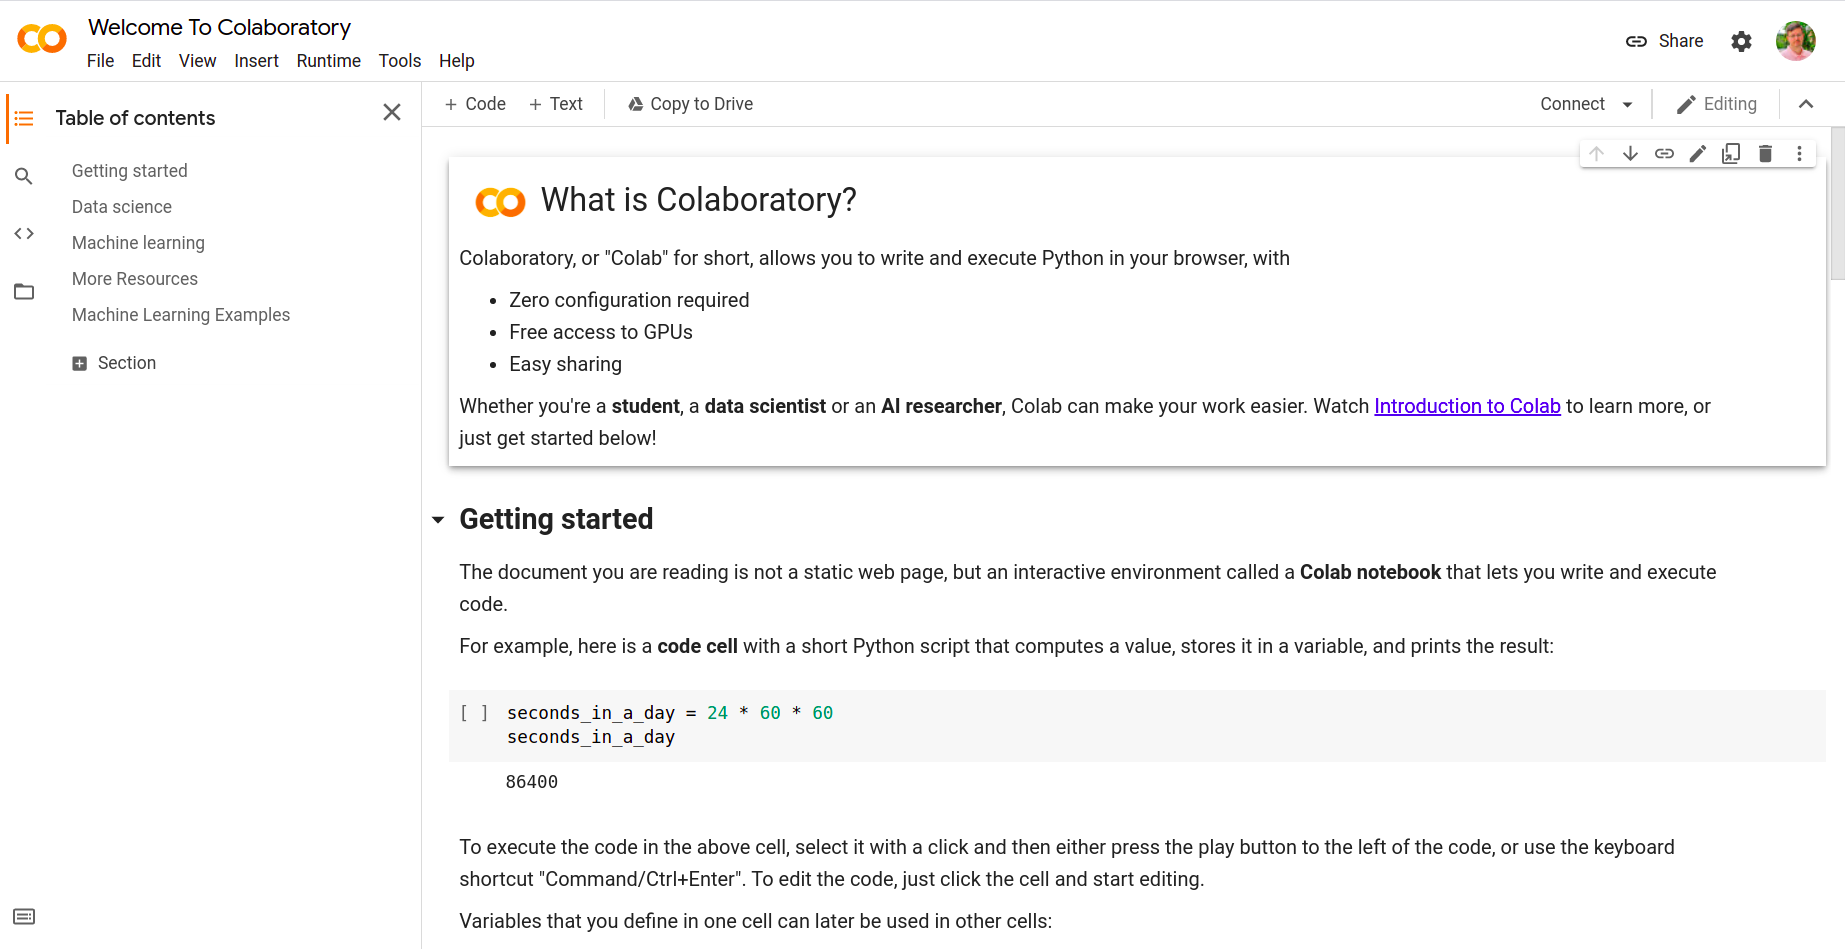 Welcome To Colaboratory
File Edit View Insert Runtime Tools Help
Share
Table of contents
Getting started
Data science
Machine learning
More Resources
Machine Learning Examples
Section
+ Code + Text Copy to Drive
Connect Editing
What is Colaboratory?
Colaboratory, or "Colab" for short, allows you to write and execute Python in your browser, with
• Zero configuration required
• Free access to GPUs
• Easy sharing
Whether you're a student, a data scientist or an AI researcher, Colab can make your work easier. Watch Introduction to Colab to learn more, or
just get started below!
Getting started
The document you are reading is not a static web page, but an interactive environment called a Colab notebook that lets you write and execute
code.
For example, here is a code cell with a short Python script that computes a value, stores it in a variable, and prints the result:
[ ] seconds_in_a_day = 24 * 60 * 60
seconds_in_a_day
86400
To execute the code in the above cell, select it with a click and then either press the play button to the left of the code, or use the keyboard
shortcut "Command/Ctrl+Enter". To edit the code, just click the cell and start editing.
Variables that you define in one cell can later be used in other cells: